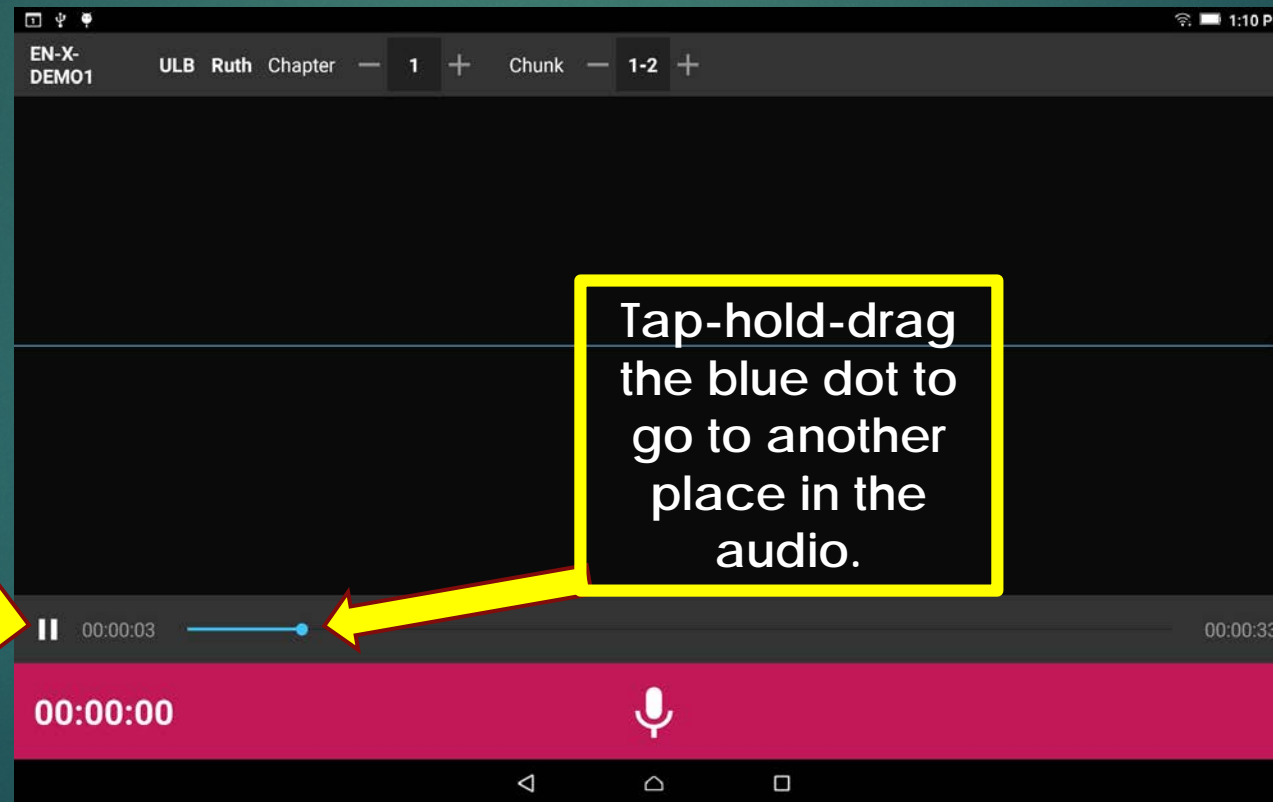 1:10 P
EN-X-
DEMO1
ULB Ruth Chapter — 1 + Chunk — 1-2 +
Tap-hold-drag
the blue dot to
go to another
place in the
audio.
00:00:03
00:00:33
00:00:00